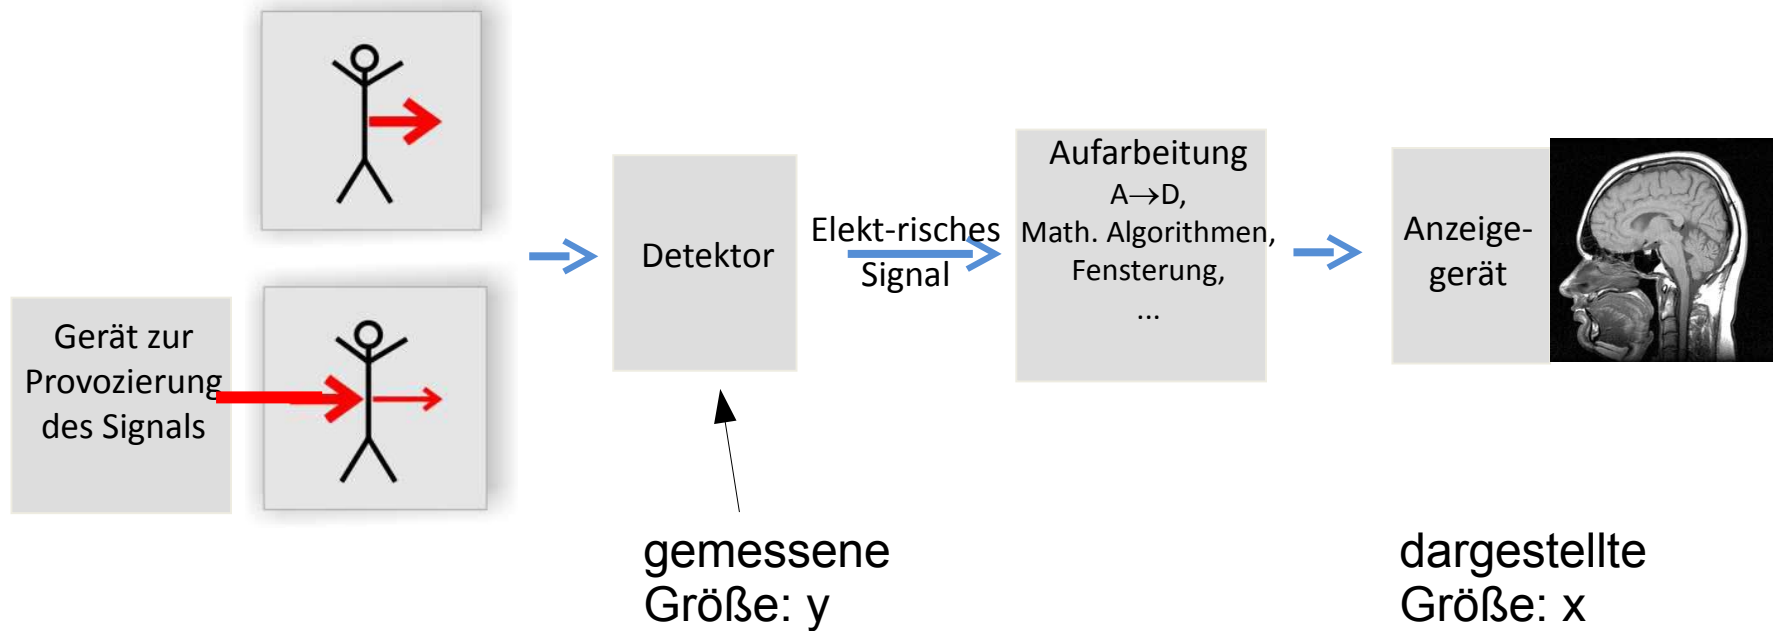 Gerät zur
Provozierung
des Signals
Detektor
Elekt-risches
Signal
Aufarbeitung
A→D,
Math. Algorithmen,
Fensterung,
...
Anzeige-
gerät
gemessene
Größe: y
dargestellte
Größe: x